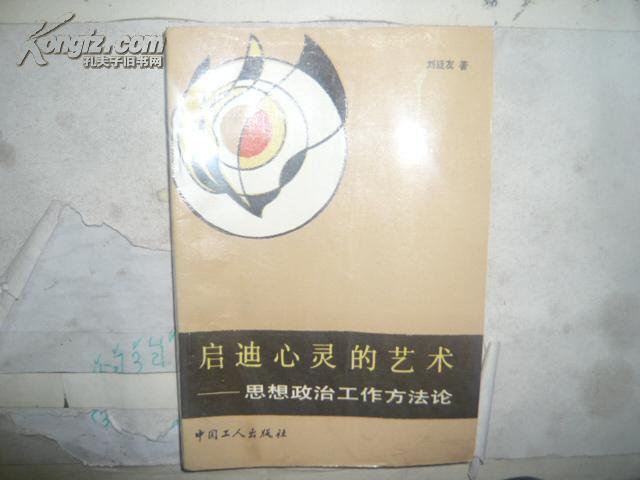 Kongfz.com
孔夫子旧书网
刘廷友 著
启迪心灵的艺术
——思想政治工作方法论
中国工人出版社